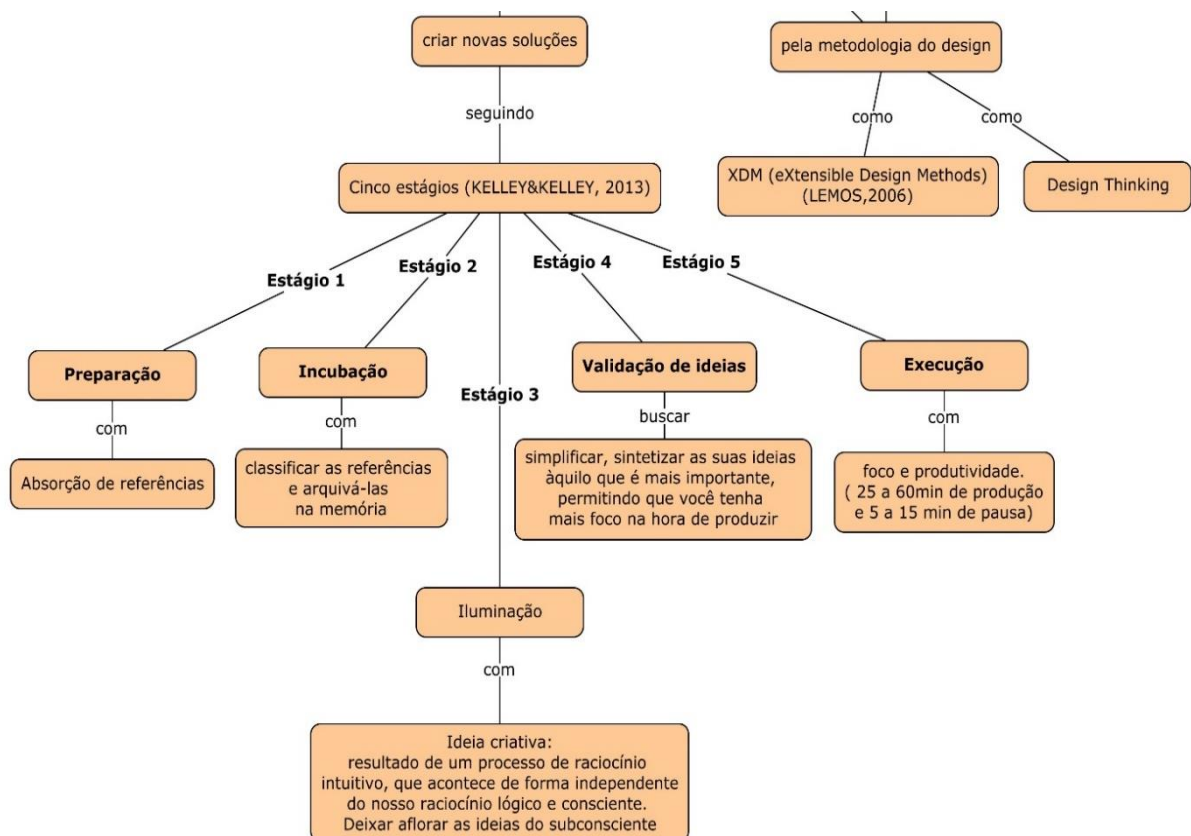 criar novas soluções
pela metodologia do design
seguindo
como
como
Cinco estágios (KELLEY&KELLEY, 2013)
XDM (eXtensible Design Methods)
(LEMOS,2006)
Design Thinking
Estágio 1
Estágio 2
Estágio 4
Estágio 5
Estágio 3
Preparação
Incubação
Validação de ideias
Execução
com
com
buscar
com
Absorção de referências
classificar as referências
e arquivá-las
na memória
simplificar, sintetizar as suas ideias
àquilo que é mais importante,
permitindo que você tenha
mais foco na hora de produzir
foco e produtividade.
( 25 a 60min de produção
e 5 a 15 min de pausa)
Iluminação
com
Ideia criativa:
resultado de um processo de raciocínio
intuitivo, que acontece de forma independente
do nosso raciocínio lógico e consciente.
Deixar aflorar as ideias do subconsciente